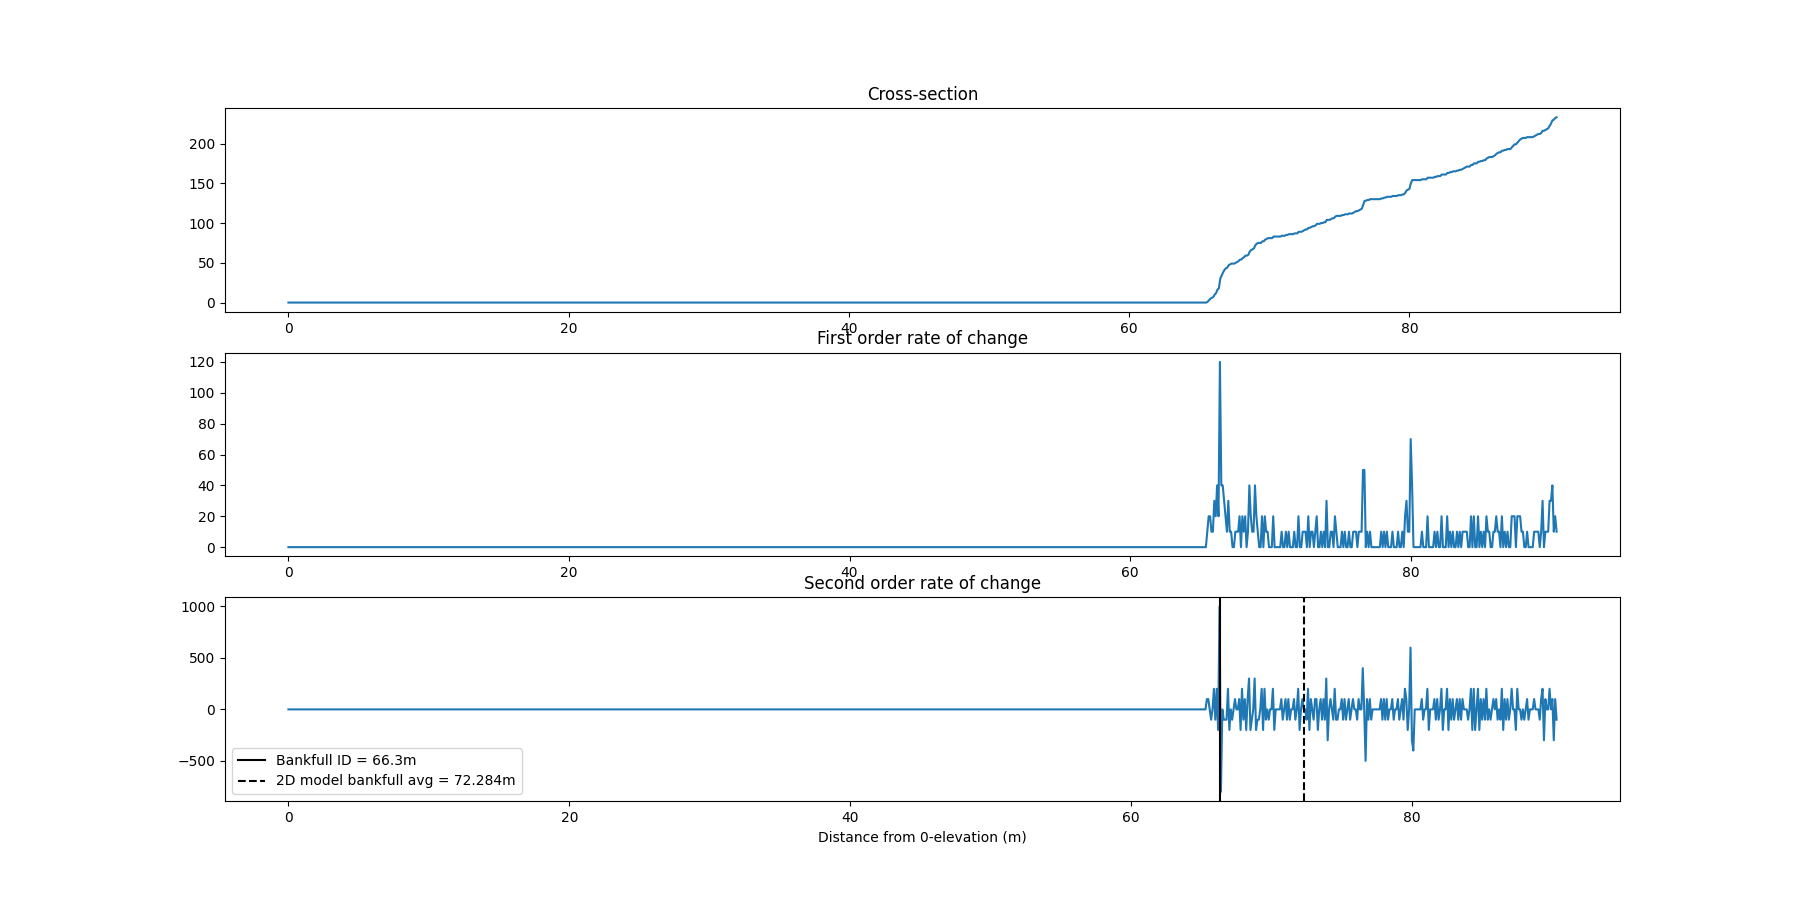 Cross-section
200
150
100
50
0
0 20 40 60 80
First order rate of change
120
100
80
60
40
20
0
0 20 40 60 80
Second order rate of change
1000
500
0
−500
Bankfull ID = 66.3m
2D model bankfull avg = 72.284m
0 20 40 60 80
Distance from 0-elevation (m)